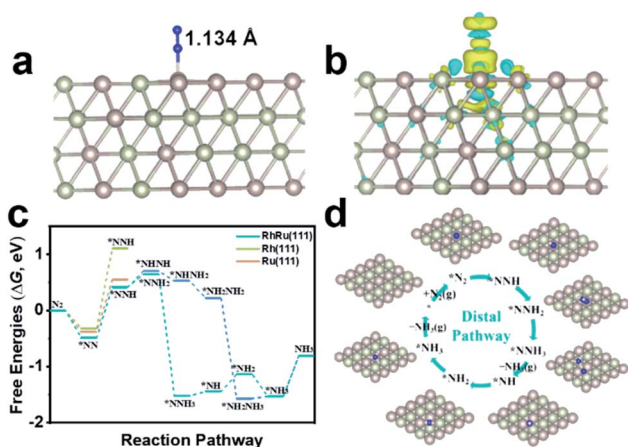 a
1.134 Å
b
c
RhRu(111)
Rh(111)
Ru(111)
Free Energies (ΔG, eV)
1
0
-1
-2
N₂
*NN
*NNH
*NNH
*NHNH
*NNH₂
*NHNH₂
*NH₂NH₂
*NNH₃
*NH
*NH₂
*NH₂NH₃
*NH₃
NH₃
Reaction Pathway
d
*N₂
NNH
*NNH₂
*NNH₃
−NH₃(g)
*NH
*NH₂
*NH₃
−NH₃(g)
*
+N₂(g)
Distal
Pathway